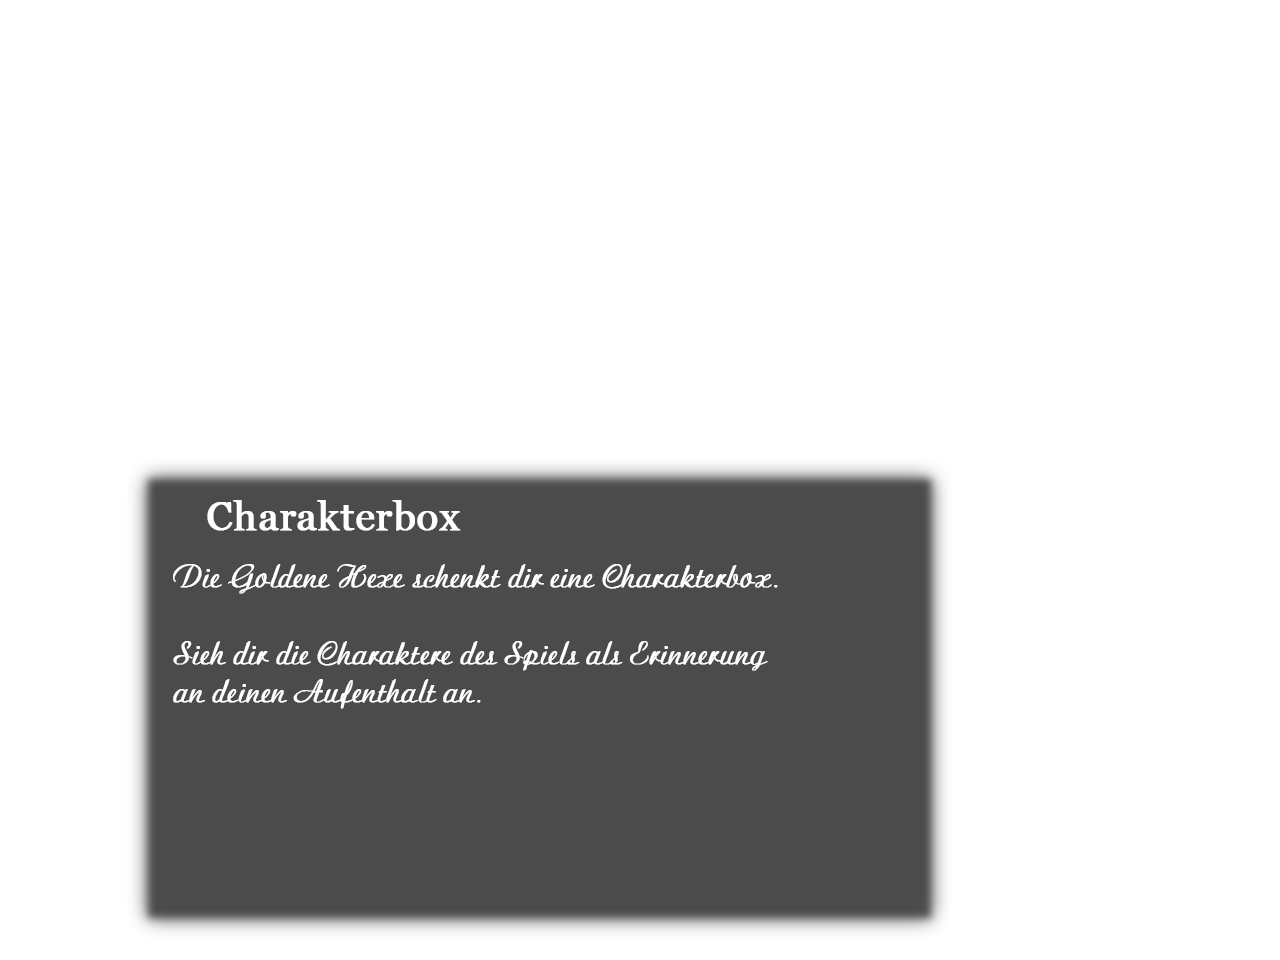 Charakterbox
Die Goldene Hexe schenkt dir eine Charakterbox.
Sieh dir die Charaktere des Spiels als Erinnerung
an deinen Aufenthalt an.